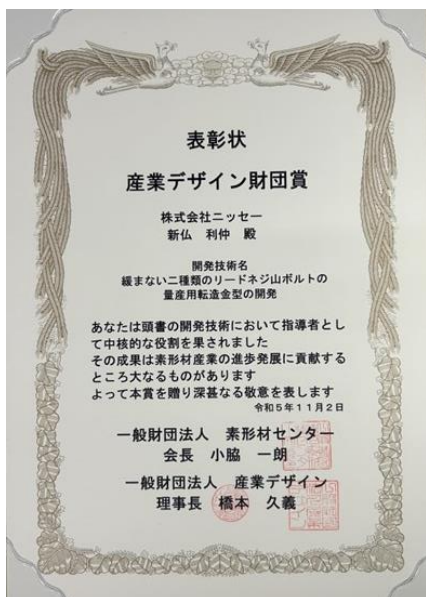 表彰状
産業デザイン財団賞
株式会社ニッセー
新仏 利仲 殿
開発技術名
緩まない二種類のリードネジ山ボルトの
量産用転造金型の開発
あなたは頭書の開発技術において指導者とし
て中核的な役割を果されました
その成果は素形材産業の進歩発展に貢献する
ところ大なるものがあります
よって本賞を贈り深甚なる敬意を表します
令和5年11月2日
一般財団法人 素形材センター
会長 小脇 一朗
一般財団法人 産業デザイン
理事長 橋本 久義